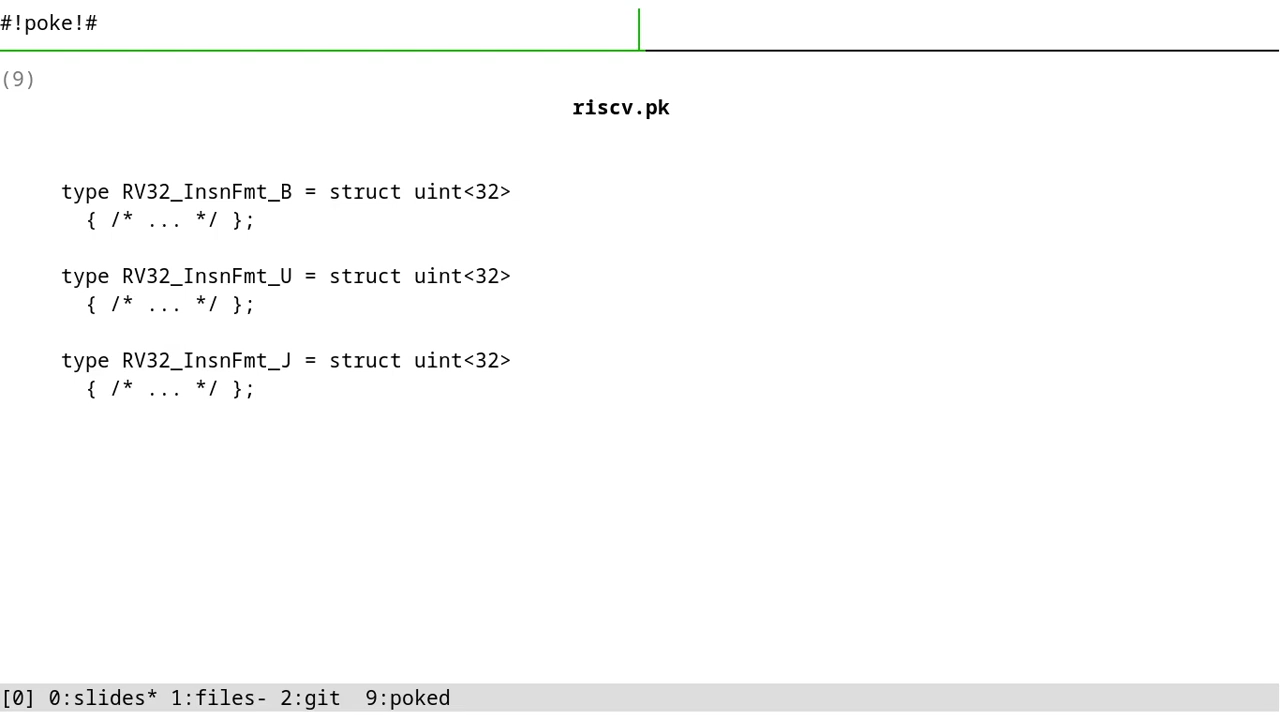 #!poke!#
(9)
riscv.pk
type RV32_InsnFmt_B = struct uint<32>
{ /* ... */ };
type RV32_InsnFmt_U = struct uint<32>
{ /* ... */ };
type RV32_InsnFmt_J = struct uint<32>
{ /* ... */ };
[0] 0:slides* 1:files- 2:git  9:poked